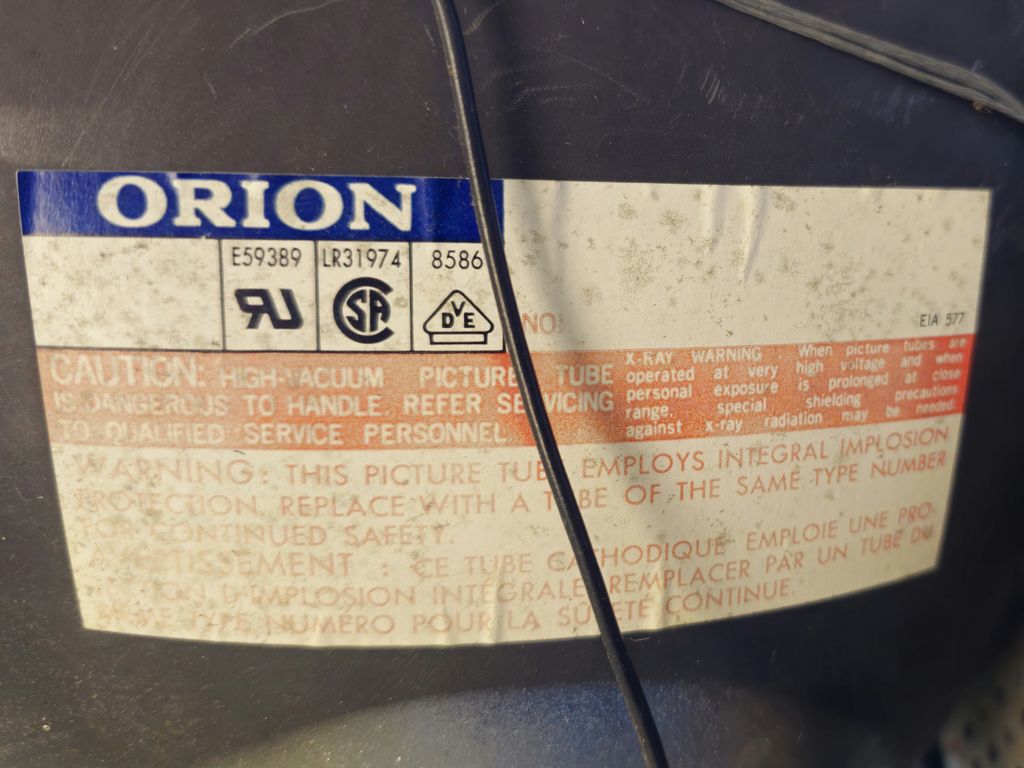 ORION
E59389 LR31974 8586
RU SA VDE
NO:
EIA 577
CAUTION: HIGH-VACUUM PICTURE TUBE
IS DANGEROUS TO HANDLE. REFER SERVICING
TO QUALIFIED SERVICE PERSONNEL
X-RAY WARNING When picture tubes are
operated at very high voltage and when
personal exposure is prolonged at close
range, special shielding precautions
against x-ray radiation may be needed.
WARNING: THIS PICTURE TUBE EMPLOYS INTEGRAL IMPLOSION
PROTECTION. REPLACE WITH A TUBE OF THE SAME TYPE NUMBER
FOR CONTINUED SAFETY.
AVERTISSEMENT : CE TUBE CATHODIQUE EMPLOIE UNE PRO-
TECTION D'IMPLOSION INTÉGRALE, REMPLACER PAR UN TUBE DU
MÊME TYPE NUMÉRO POUR LA SÛRETÉ CONTINUE.